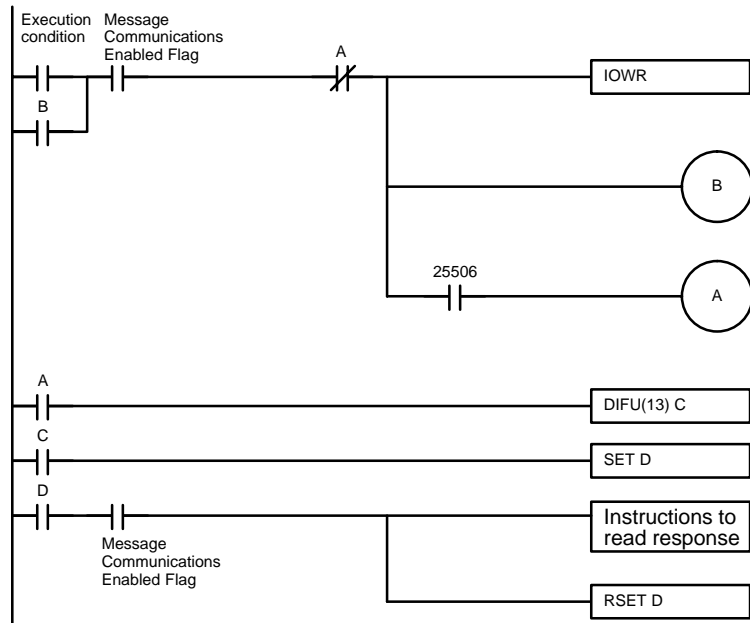 Execution
condition
Message
Communications
Enabled Flag
A
IOWR
B
B
25506
A
A
DIFU(13) C
C
SET D
D
Message
Communications
Enabled Flag
Instructions to
read response
RSET D